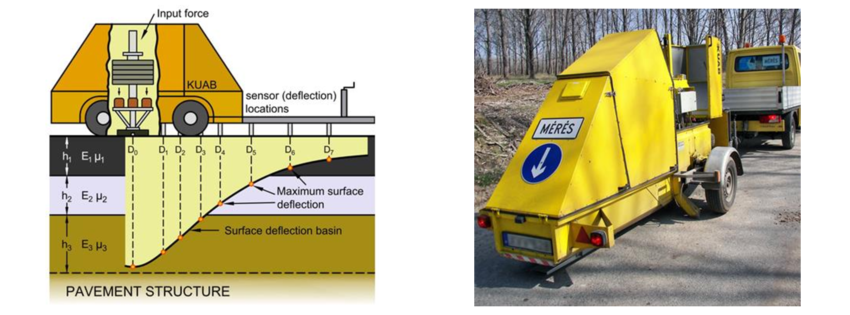 Input force
KUAB
sensor (deflection)
locations
D₀ D₁ D₂ D₃ D₄ D₅ D₆ D₇
h₁ E₁ μ₁
h₂ E₂ μ₂
Maximum surface
deflection
Surface deflection basin
h₃ E₃ μ₃
PAVEMENT STRUCTURE
MÉRÉS
MÉRÉS